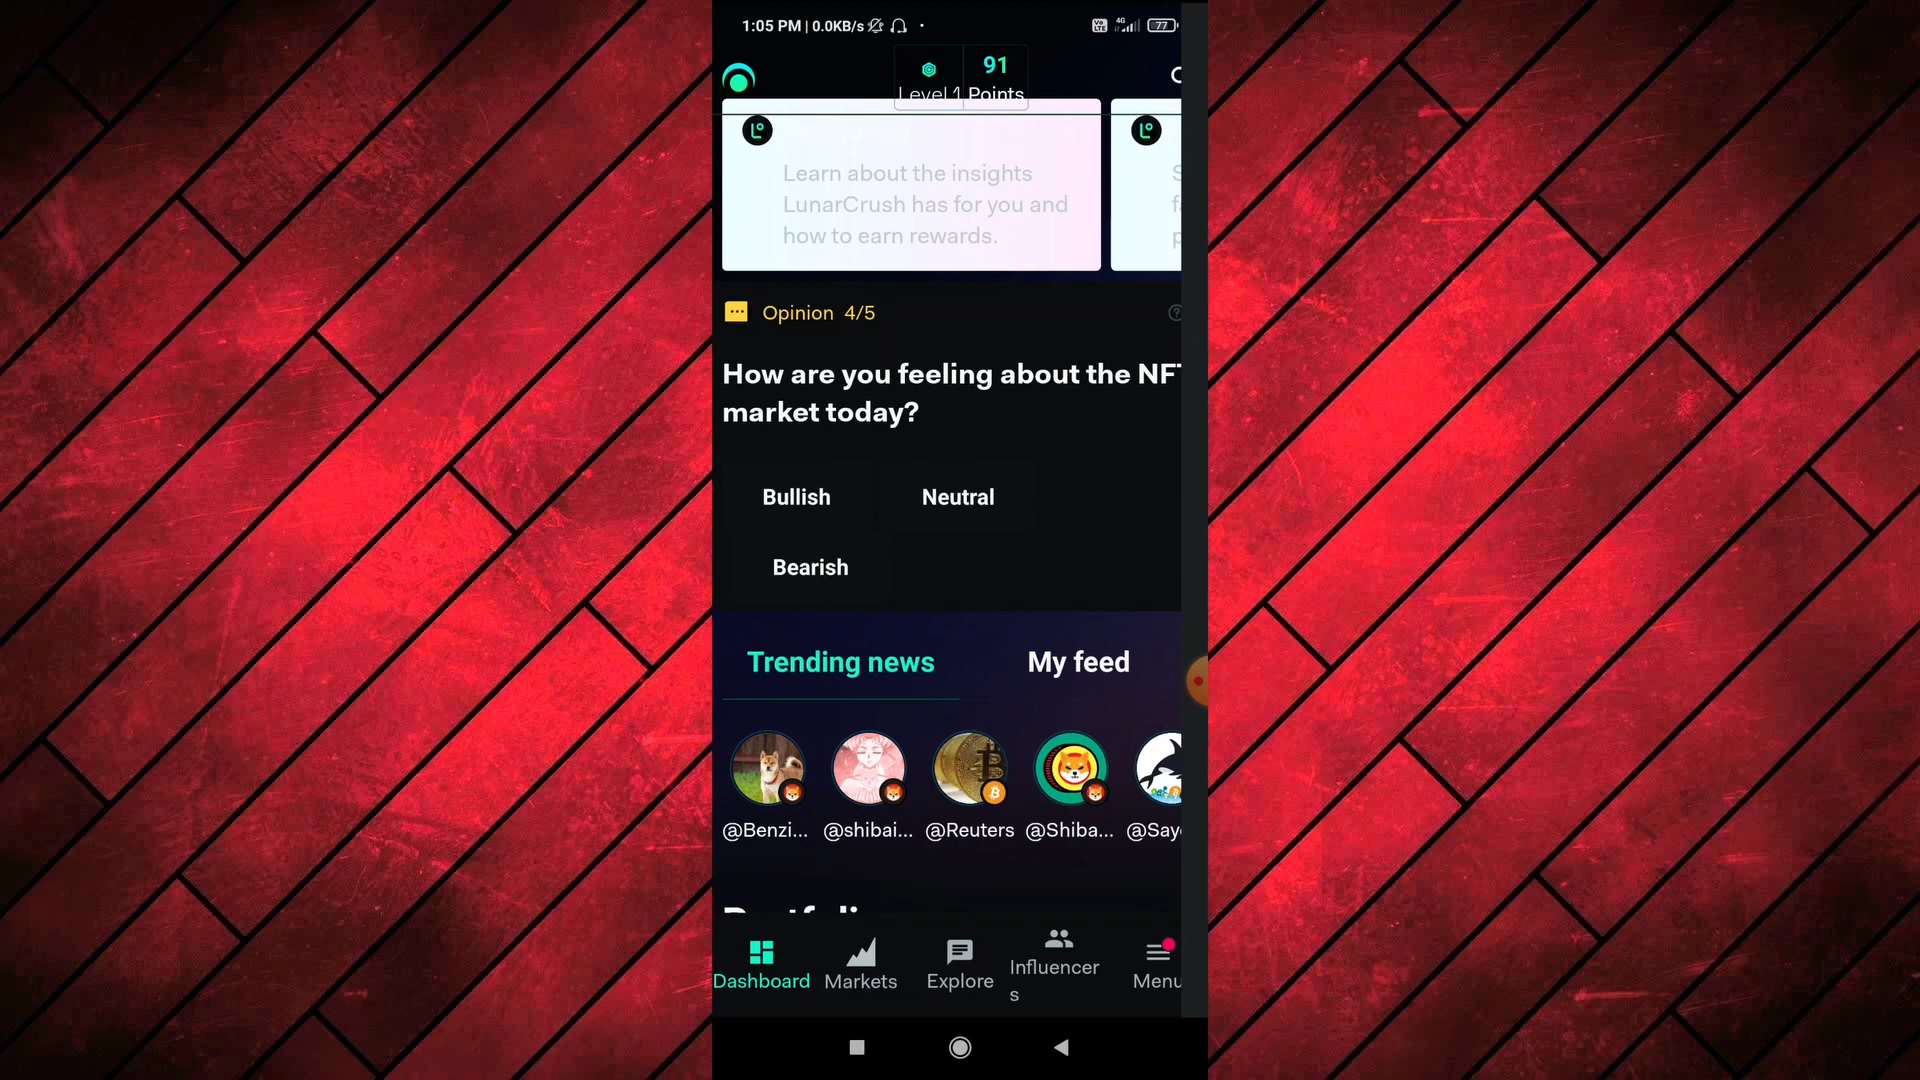 1:05 PM | 0.0KB/s
4G
77
91
Level 1 Points
Learn about the insights
LunarCrush has for you and
how to earn rewards.
Opinion 4/5
How are you feeling about the NF
market today?
Bullish
Neutral
Bearish
Trending news
My feed
@Benzi...
@shibai...
@Reuters
@Shiba...
@Say
Dashboard
Markets
Explore
Influencer
s
Menu